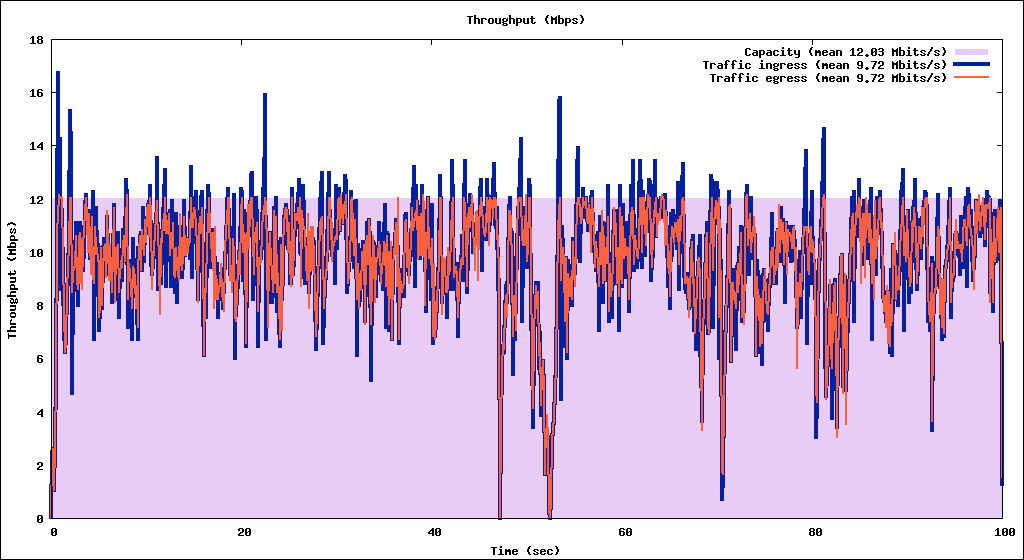 Throughput (Mbps)
Capacity (mean 12.03 Mbits/s)
Traffic ingress (mean 9.72 Mbits/s)
Traffic egress (mean 9.72 Mbits/s)
18
16
14
12
10
8
6
4
2
0
Throughput (Mbps)
0 20 40 60 80 100
Time (sec)